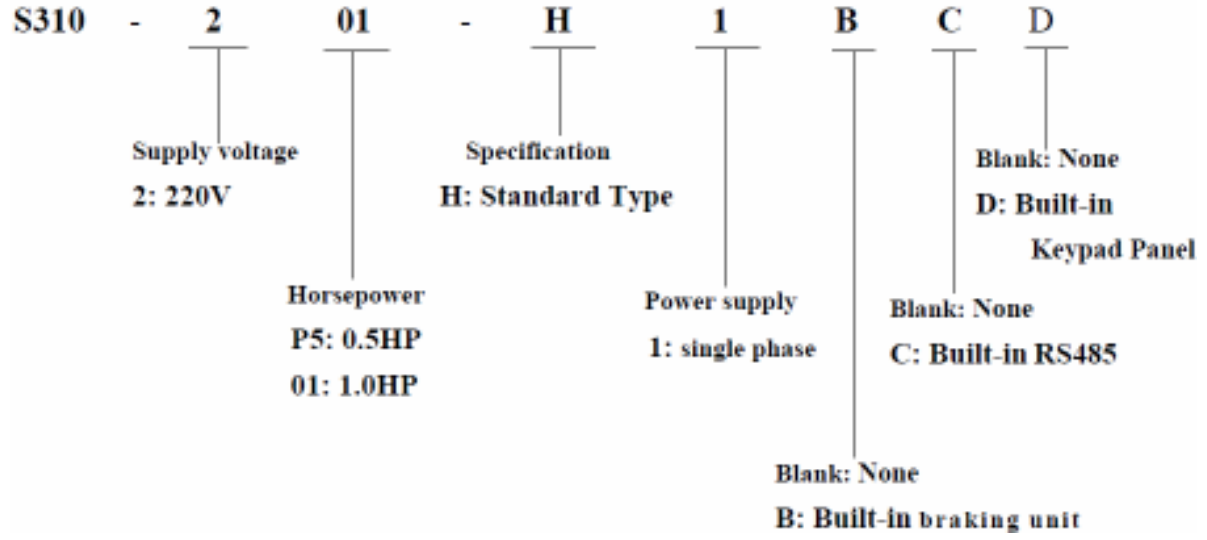 S310 - 2 01 - H 1 B C D
Supply voltage
2: 220V
Specification
H: Standard Type
Blank: None
D: Built-in
Keypad Panel
Horsepower
P5: 0.5HP
01: 1.0HP
Power supply
1: single phase
Blank: None
C: Built-in RS485
Blank: None
B: Built-in braking unit